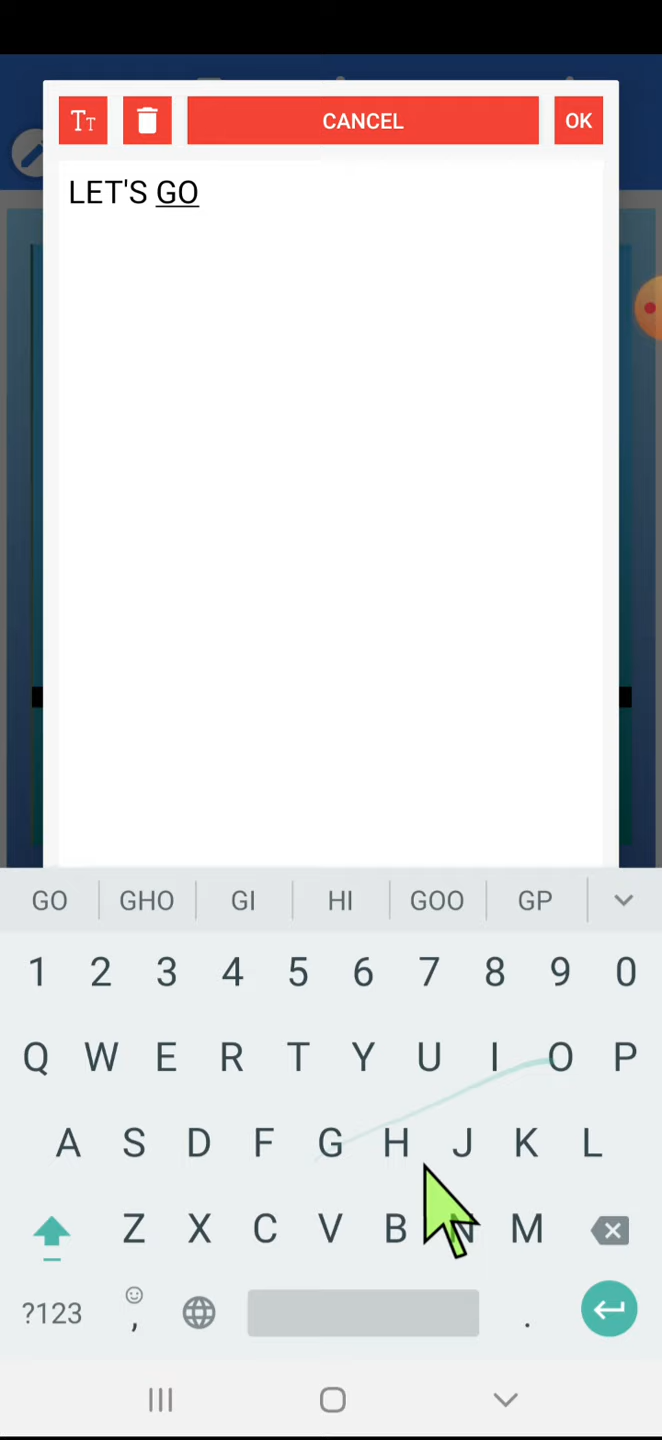 TT CANCEL OK
LET'S GO
GO GHO GI HI GOO GP
1 2 3 4 5 6 7 8 9 0
Q W E R T Y U I O P
A S D F G H J K L
Z X C V B N M
?123 , .